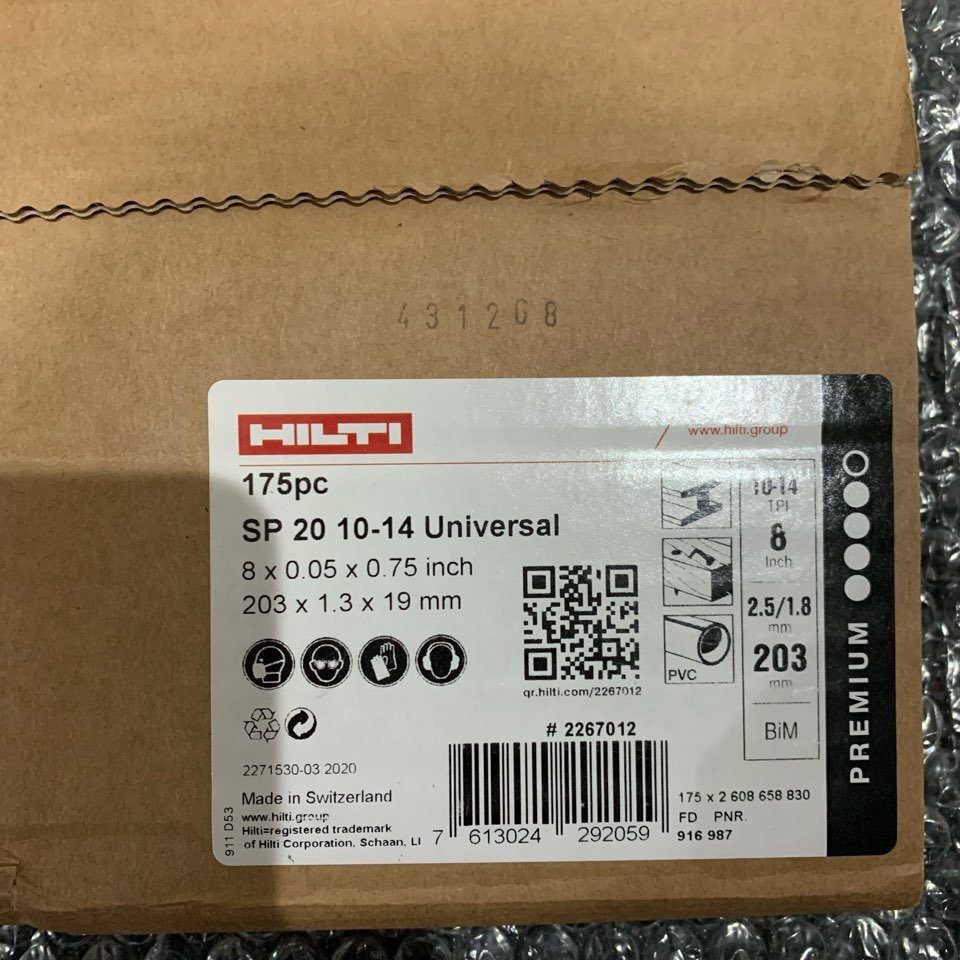 431208
HILTI
www.hilti.group
175pc
SP 20 10-14 Universal
8 x 0.05 x 0.75 inch
203 x 1.3 x 19 mm
qr.hilti.com/2267012
PVC
10-14
TPI
8
Inch
2.5/1.8
mm
203
mm
BiM
PREMIUM
# 2267012
2271530-03 2020
Made in Switzerland
www.hilti.group
Hilti=registered trademark
of Hilti Corporation, Schaan, LI
911 D53
7 613024 292059
175 x 2 608 658 830
FD PNR.
916 987